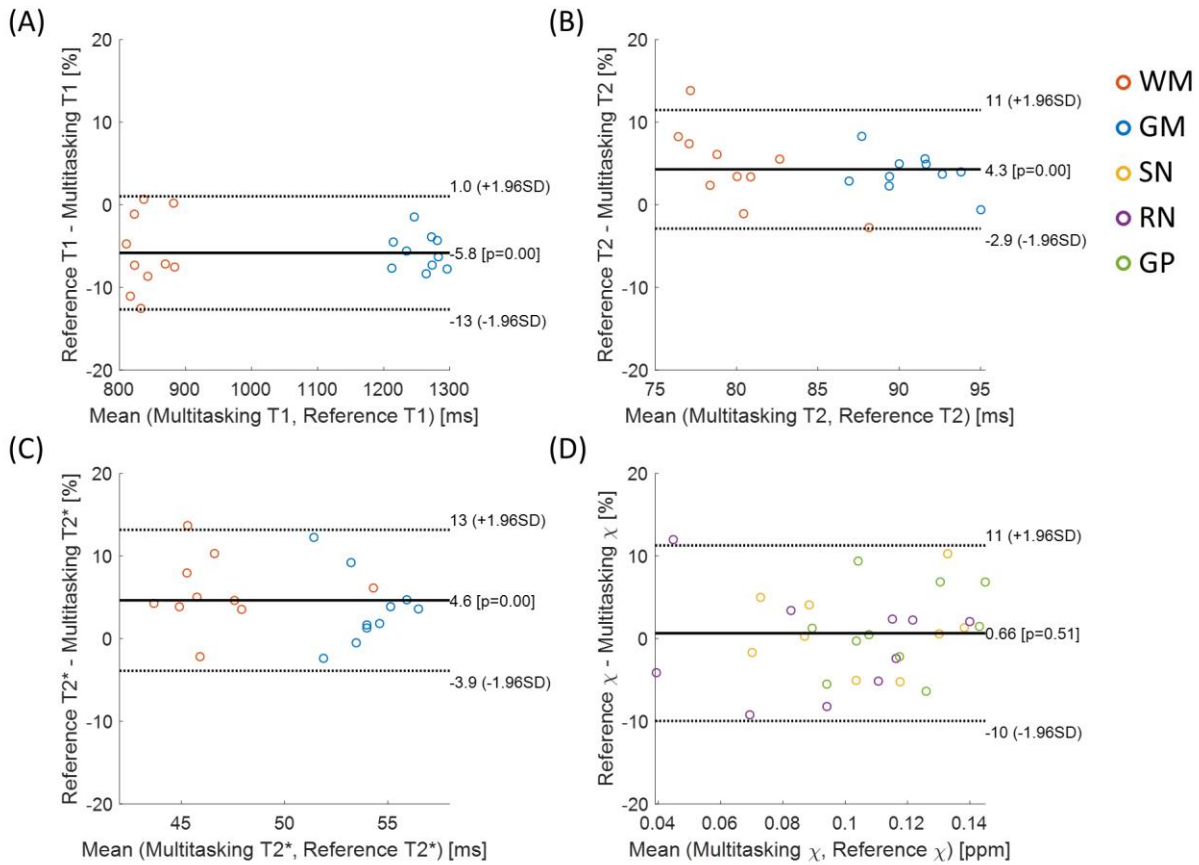 (A)
Reference T1 - Multitasking T1 [%]
20
10
0
-10
-20
1.0 (+1.96SD)
-5.8 [p=0.00]
-13 (-1.96SD)
800 900 1000 1100 1200 1300
Mean (Multitasking T1, Reference T1) [ms]
(B)
Reference T2 - Multitasking T2 [%]
20
10
0
-10
-20
11 (+1.96SD)
4.3 [p=0.00]
-2.9 (-1.96SD)
75 80 85 90 95
Mean (Multitasking T2, Reference T2) [ms]
WM
GM
SN
RN
GP
(C)
Reference T2* - Multitasking T2* [%]
20
10
0
-10
-20
13 (+1.96SD)
4.6 [p=0.00]
-3.9 (-1.96SD)
45 50 55
Mean (Multitasking T2*, Reference T2*) [ms]
(D)
Reference χ - Multitasking χ [%]
20
10
0
-10
-20
11 (+1.96SD)
0.66 [p=0.51]
-10 (-1.96SD)
0.04 0.06 0.08 0.1 0.12 0.14
Mean (Multitasking χ, Reference χ) [ppm]